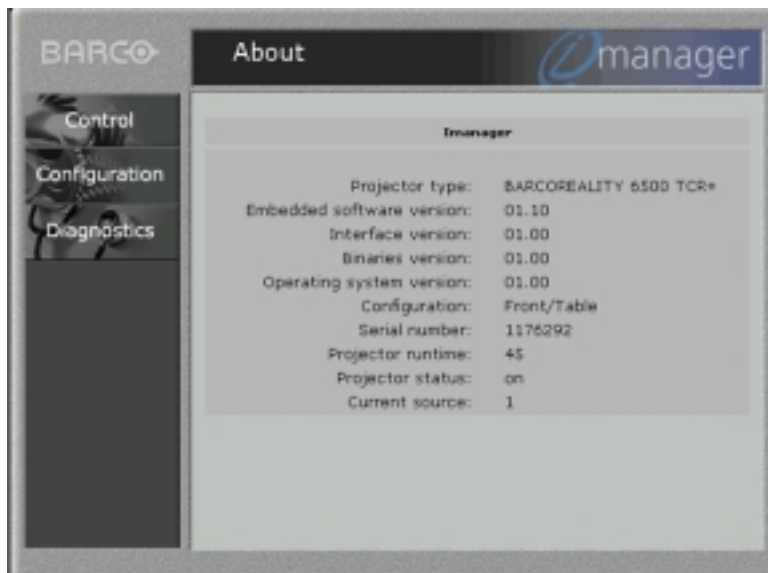 BARCO
About
imanager
Control
Configuration
Diagnostics
Imanager
Projector type: BARCOREALITY 6500 TCR+
Embedded software version: 01.10
Interface version: 01.00
Binaries version: 01.00
Operating system version: 01.00
Configuration: Front/Table
Serial number: 1176292
Projector runtime: 45
Projector status: on
Current source: 1